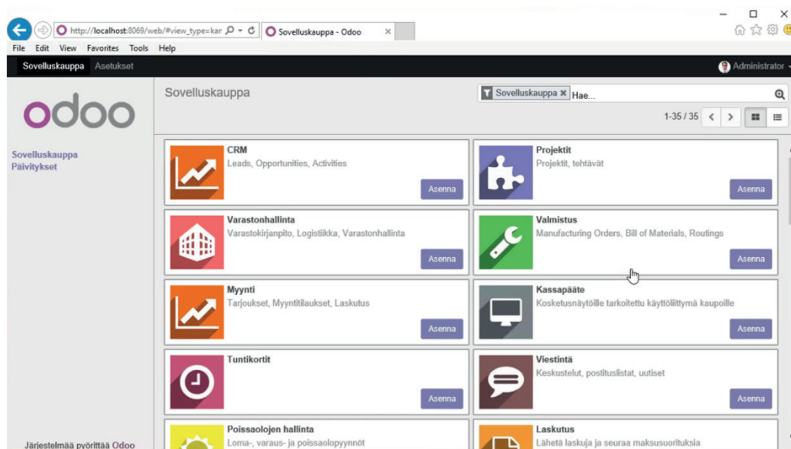 http://localhost:8069/web/#view_type=kar
Sovelluskauppa - Odoo
File Edit View Favorites Tools Help
Sovelluskauppa Asetukset
Administrator
odoo
Sovelluskauppa
Sovelluskauppa
Hae...
1-35 / 35
Sovelluskauppa
Päivitykset
CRM
Leads, Opportunities, Activities
Asenna
Projektit
Projektit, tehtävät
Asenna
Varastonhallinta
Varastokirjanpito, Logistiikka, Varastonhallinta
Asenna
Valmistus
Manufacturing Orders, Bill of Materials, Routings
Asenna
Myynti
Tarjoukset, Myyntitilaukset, Laskutus
Asenna
Kassapääte
Kosketusnäytöille tarkoitettu käyttöliittymä kaupoille
Asenna
Tuntikortit
Asenna
Viestintä
Keskustelut, postituslistat, uutiset
Asenna
Poissaolojen hallinta
Loma-, varaus- ja poissaolopyynnöt
Laskutus
Lähetä laskuja ja seuraa maksusuorituksia
Järjestelmää pyörittää Odoo